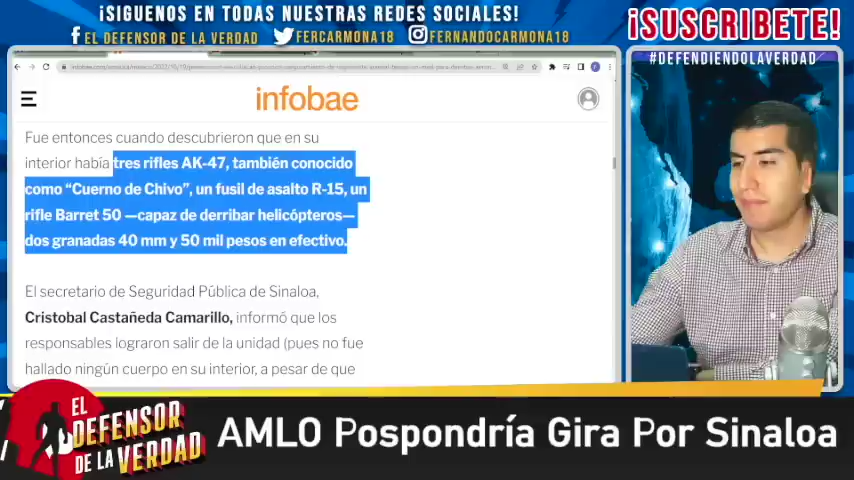 ¡SIGUENOS EN TODAS NUESTRAS REDES SOCIALES!
EL DEFENSOR DE LA VERDAD
FERCARMONA18
FERNANDOCARMONA18
¡SUSCRIBETE!
#DEFENDIENDOLAVERDAD
infobae
Fue entonces cuando descubrieron que en su
interior había tres rifles AK-47, también conocido
como “Cuerno de Chivo”, un fusil de asalto R-15, un
rifle Barret 50 —capaz de derribar helicópteros—
dos granadas 40 mm y 50 mil pesos en efectivo.
El secretario de Seguridad Pública de Sinaloa,
Cristobal Castañeda Camarillo, informó que los
responsables lograron salir de la unidad (pues no fue
hallado ningún cuerpo en su interior, a pesar de que
EL
DEFENSOR
DE LA VERDAD
AMLO Pospondría Gira Por Sinaloa